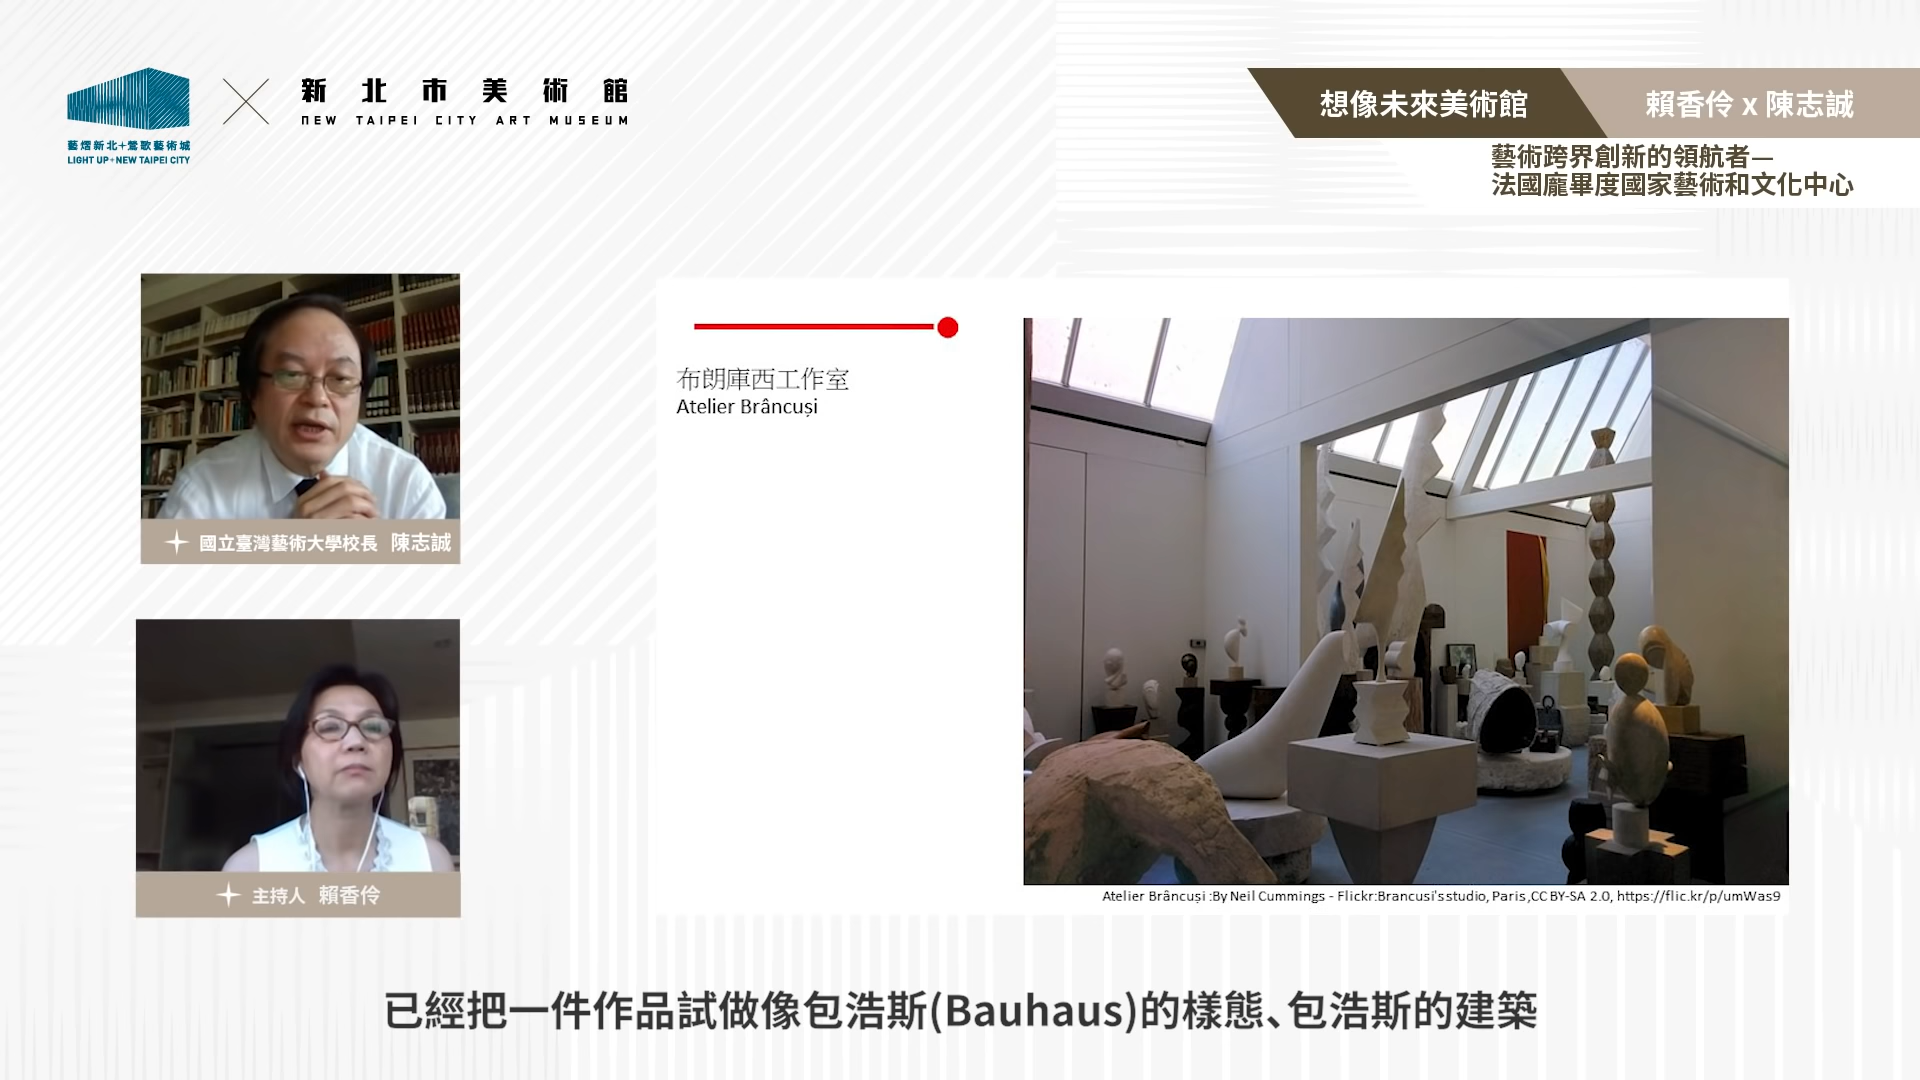 藝熠新北+鶯歌藝術城
LIGHT UP+NEW TAIPEI CITY
新北市美術館
NEW TAIPEI CITY ART MUSEUM
想像未來美術館
賴香伶 x 陳志誠
藝術跨界創新的領航者—
法國龐畢度國家藝術和文化中心
國立臺灣藝術大學校長 陳志誠
主持人 賴香伶
布朗庫西工作室
Atelier Brâncuși
Atelier Brâncuși :By Neil Cummings - Flickr:Brancusi's studio, Paris,CC BY-SA 2.0, https://flic.kr/p/umWas9
已經把一件作品試做像包浩斯(Bauhaus)的樣態、包浩斯的建築